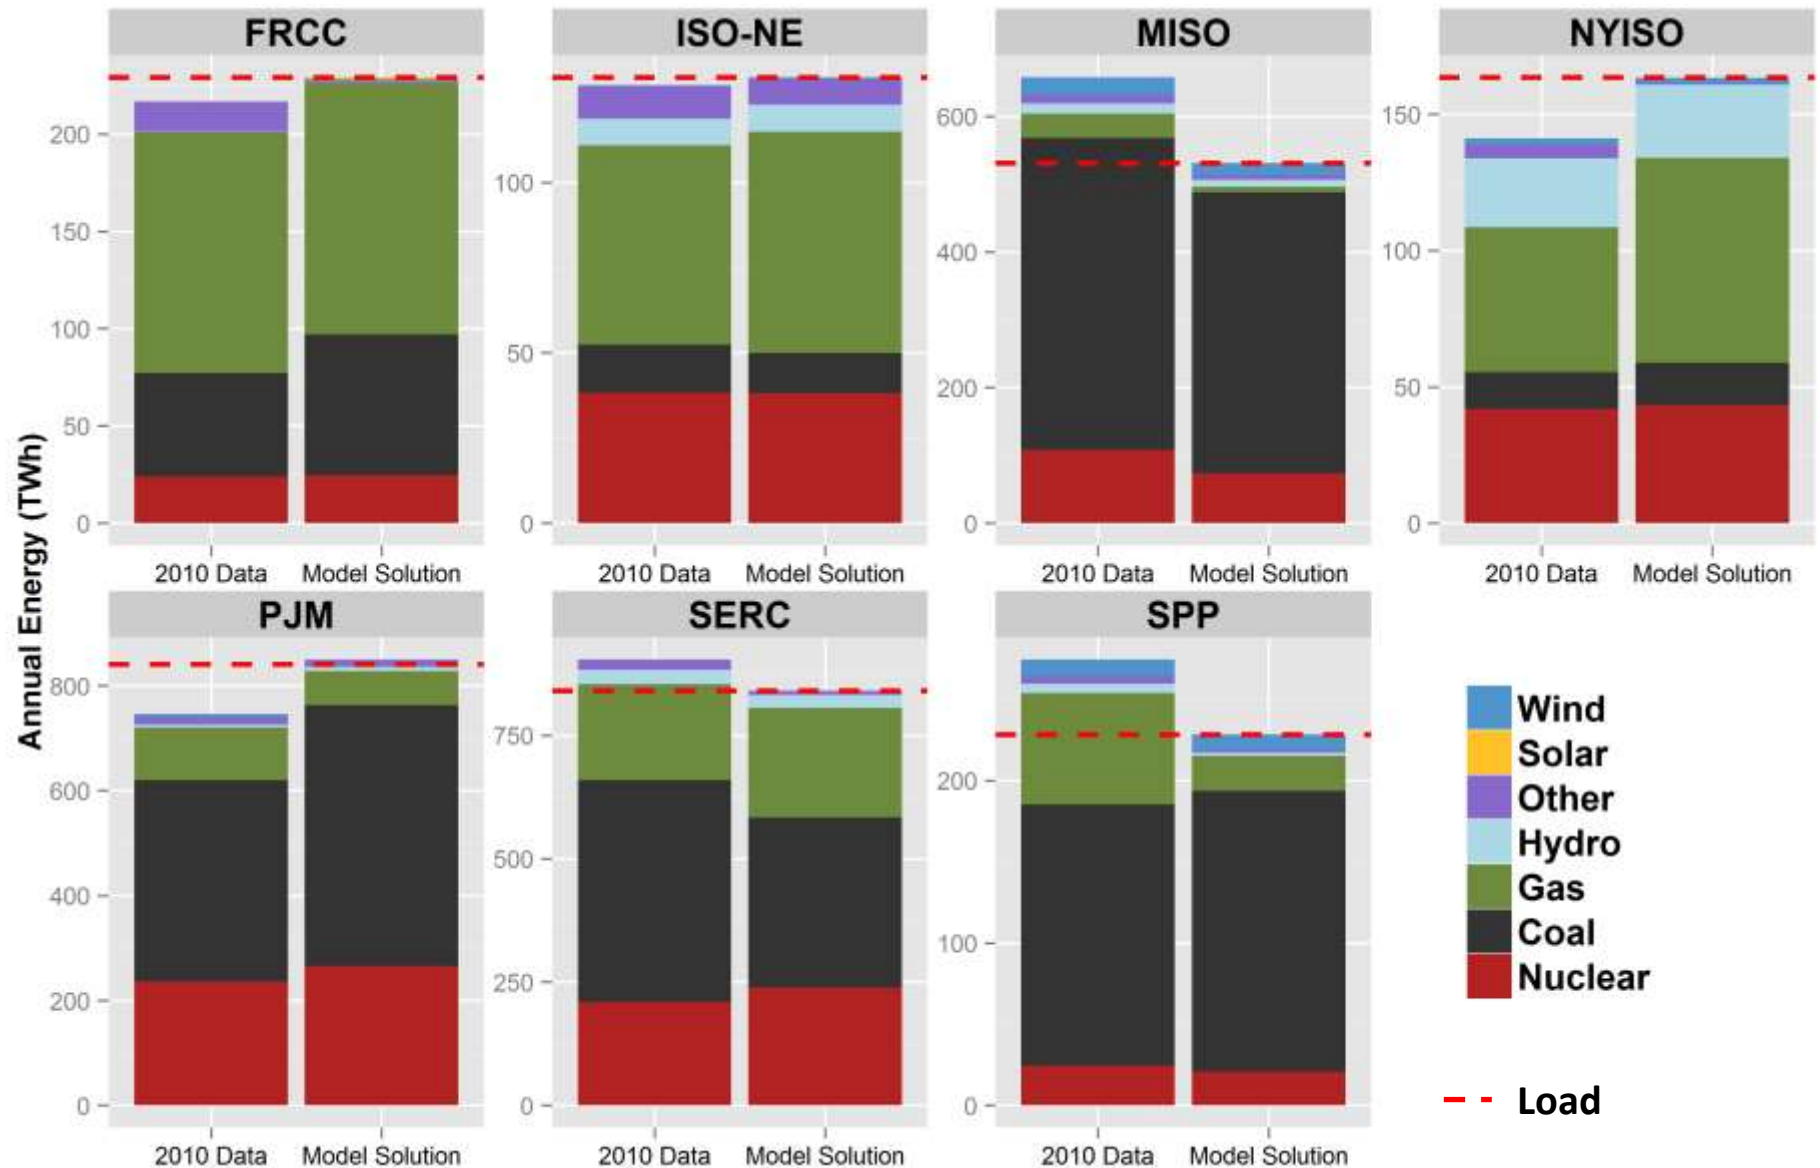 Annual Energy (TWh)
FRCC
200
150
100
50
0
2010 Data Model Solution
ISO-NE
100
50
0
2010 Data Model Solution
MISO
600
400
200
0
2010 Data Model Solution
NYISO
150
100
50
0
2010 Data Model Solution
PJM
800
600
400
200
0
2010 Data Model Solution
SERC
750
500
250
0
2010 Data Model Solution
SPP
200
100
0
2010 Data Model Solution
Wind
Solar
Other
Hydro
Gas
Coal
Nuclear
Load